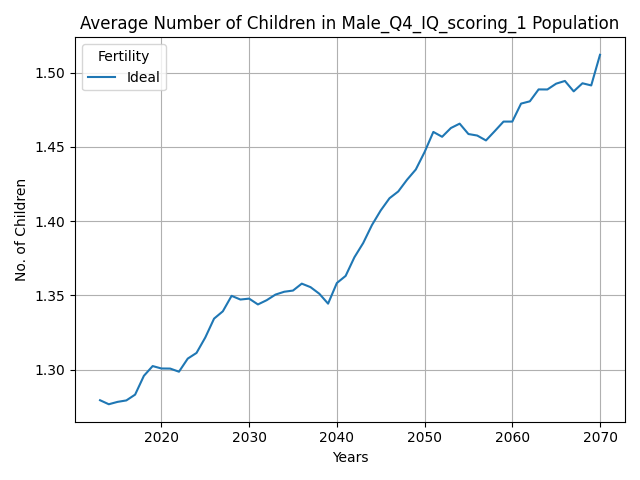 Average Number of Children in Male_Q4_IQ_scoring_1 Population
Fertility
Ideal
No. of Children
1.50
1.45
1.40
1.35
1.30
2020 2030 2040 2050 2060 2070
Years